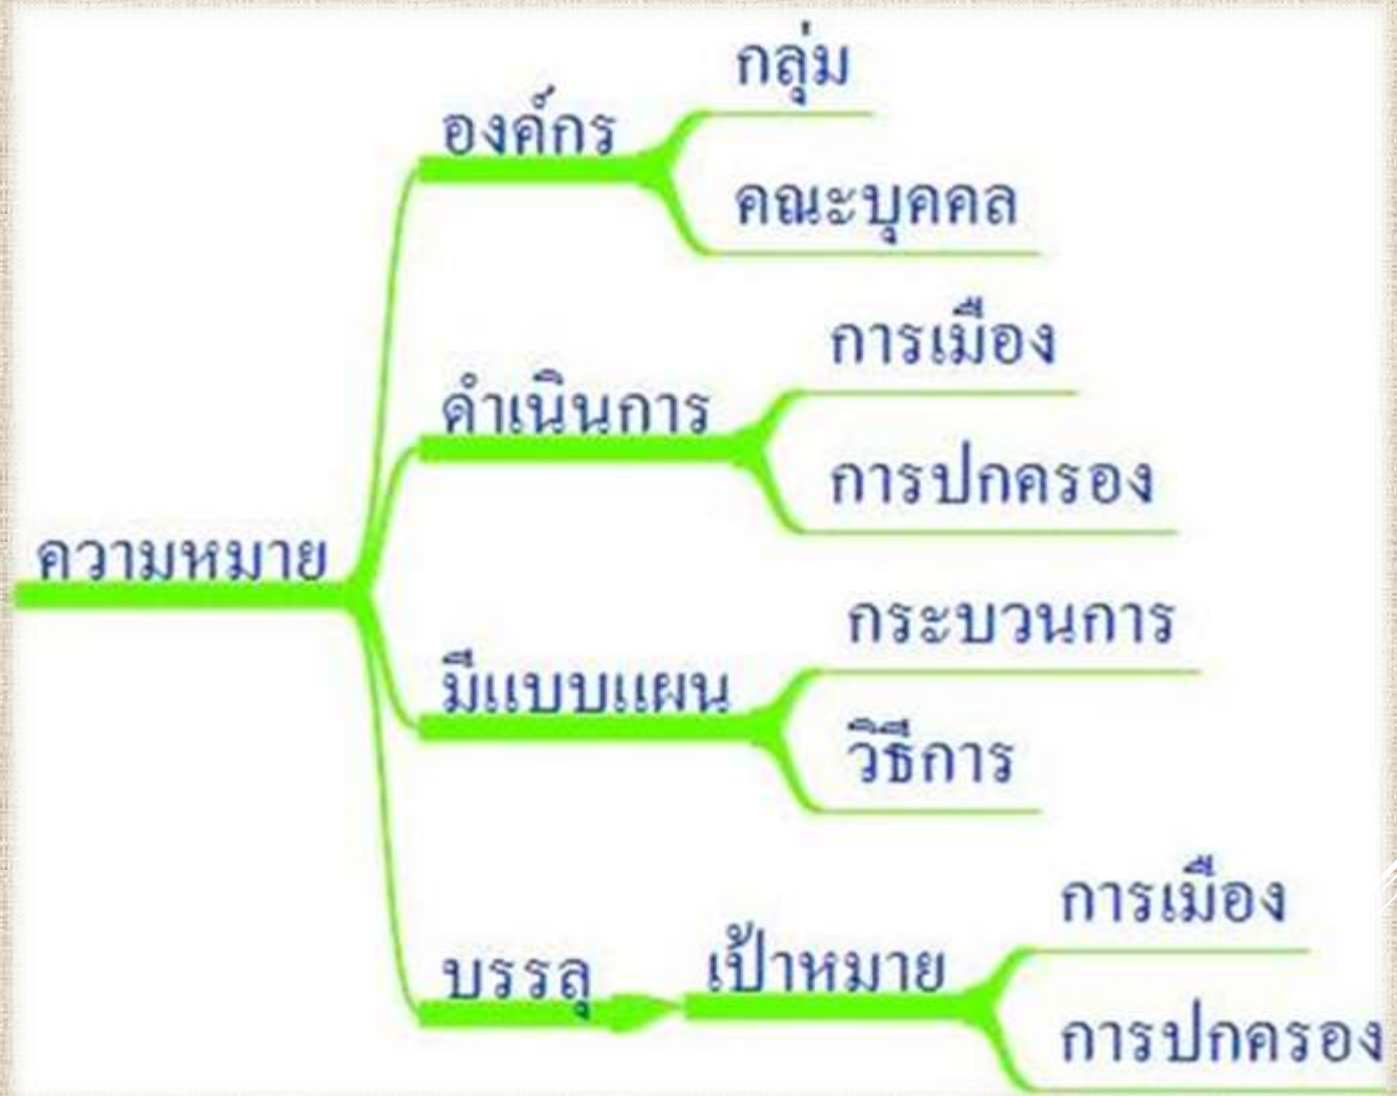 กลุ่ม
องค์กร
คณะบุคคล
การเมือง
ดำเนินการ
การปกครอง
ความหมาย
กระบวนการ
มีแบบแผน
วิธีการ
การเมือง
บรรลุ เป้าหมาย
การปกครอง